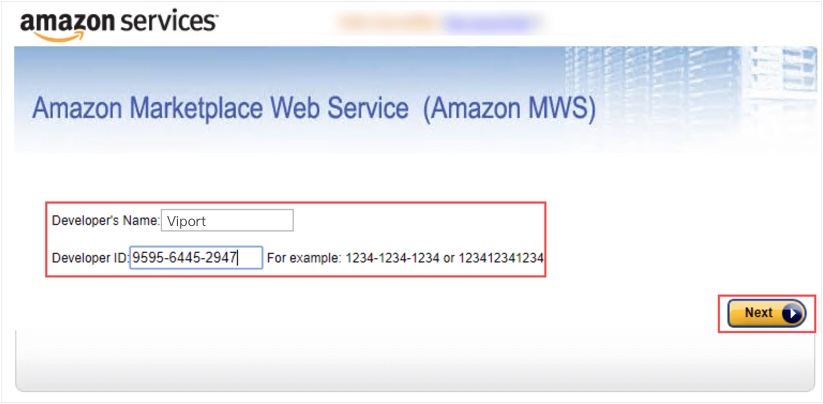 amazon services
Amazon Marketplace Web Service (Amazon MWS)
Developer's Name: Viport
Developer ID: 9595-6445-2947 For example: 1234-1234-1234 or 123412341234
Next